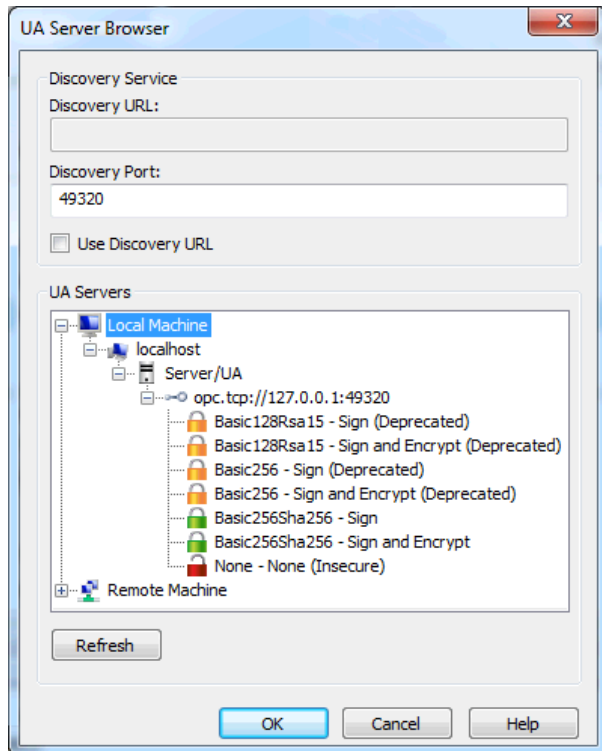 UA Server Browser
Discovery Service
Discovery URL:
Discovery Port:
49320
Use Discovery URL
UA Servers
Local Machine
localhost
Server/UA
opc.tcp://127.0.0.1:49320
Basic128Rsa15 - Sign (Deprecated)
Basic128Rsa15 - Sign and Encrypt (Deprecated)
Basic256 - Sign (Deprecated)
Basic256 - Sign and Encrypt (Deprecated)
Basic256Sha256 - Sign
Basic256Sha256 - Sign and Encrypt
None - None (Insecure)
Remote Machine
Refresh
OK Cancel Help